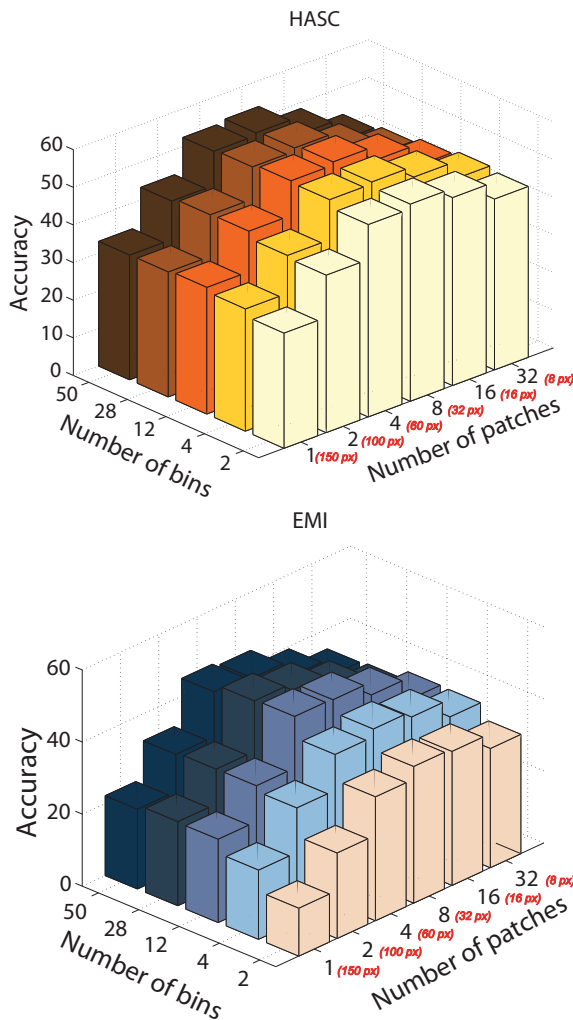 HASC
60
50
40
30
20
10
0
Accuracy
50
28
12
4
2
Number of bins
1 (150 px)
2 (100 px)
4 (60 px)
8 (32 px)
16 (16 px)
32 (8 px)
Number of patches
EMI
60
40
20
0
Accuracy
50
28
12
4
2
Number of bins
1 (150 px)
2 (100 px)
4 (60 px)
8 (32 px)
16 (16 px)
32 (8 px)
Number of patches